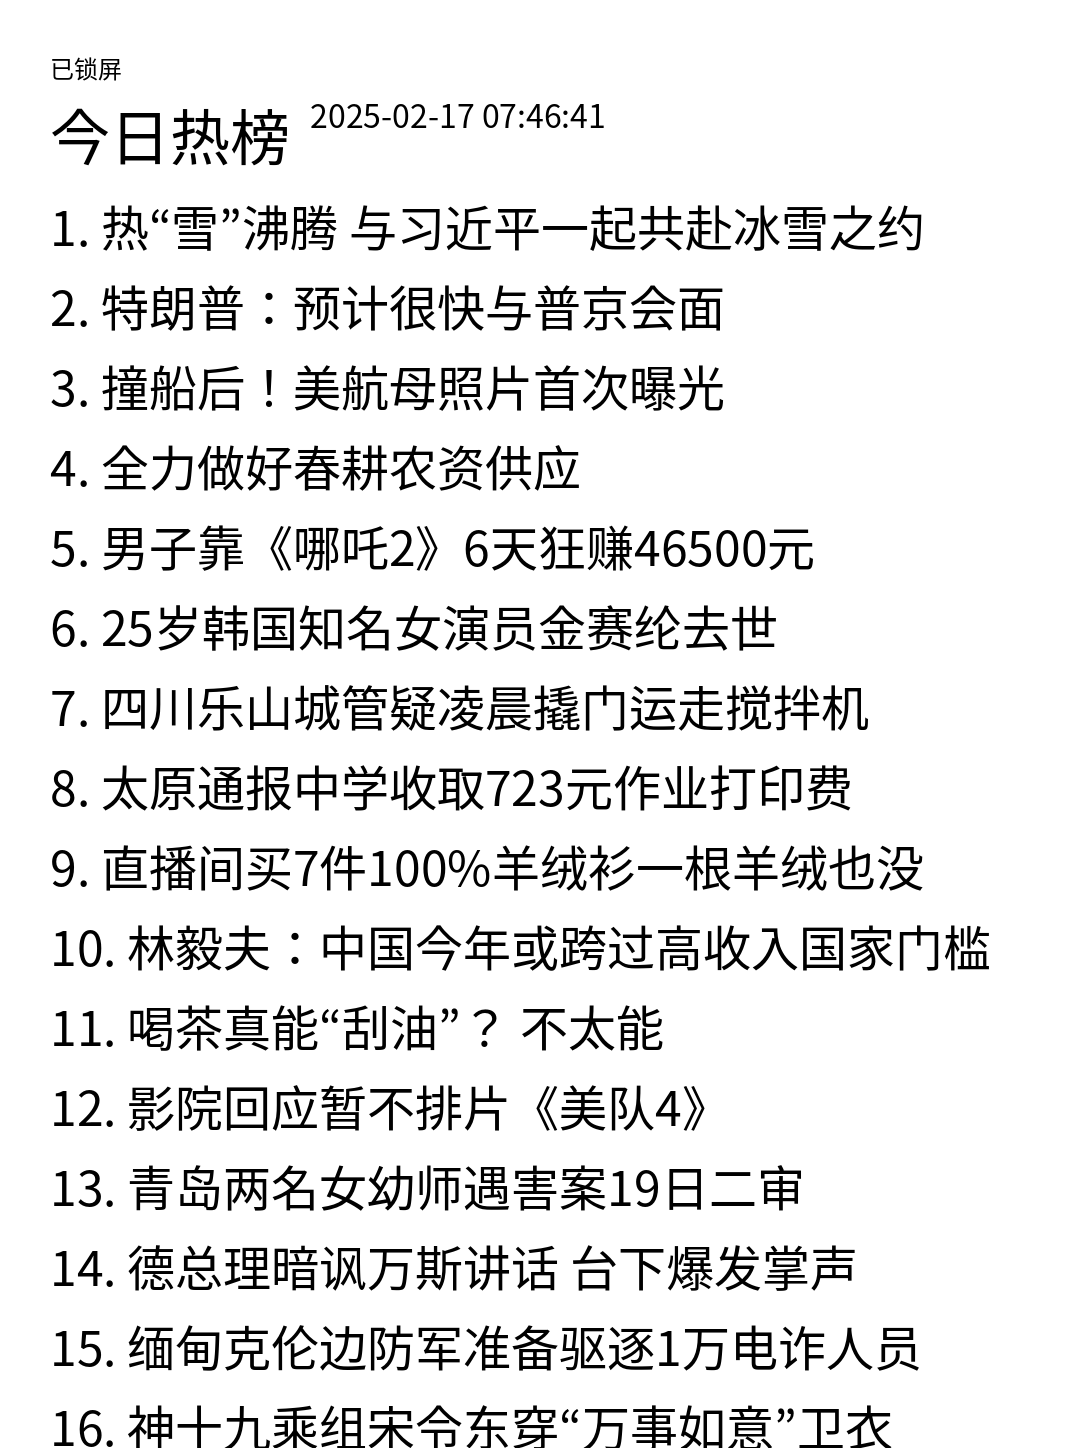 已锁屏
今日热榜 2025-02-17 07:46:41
1. 热“雪”沸腾 与习近平一起共赴冰雪之约
2. 特朗普：预计很快与普京会面
3. 撞船后！美航母照片首次曝光
4. 全力做好春耕农资供应
5. 男子靠《哪吒2》6天狂赚46500元
6. 25岁韩国知名女演员金赛纶去世
7. 四川乐山城管疑凌晨撬门运走搅拌机
8. 太原通报中学收取723元作业打印费
9. 直播间买7件100%羊绒衫一根羊绒也没
10. 林毅夫：中国今年或跨过高收入国家门槛
11. 喝茶真能“刮油”？ 不太能
12. 影院回应暂不排片《美队4》
13. 青岛两名女幼师遇害案19日二审
14. 德总理暗讽万斯讲话 台下爆发掌声
15. 缅甸克伦边防军准备驱逐1万电诈人员
16. 神十九乘组宋令东穿“万事如意”卫衣